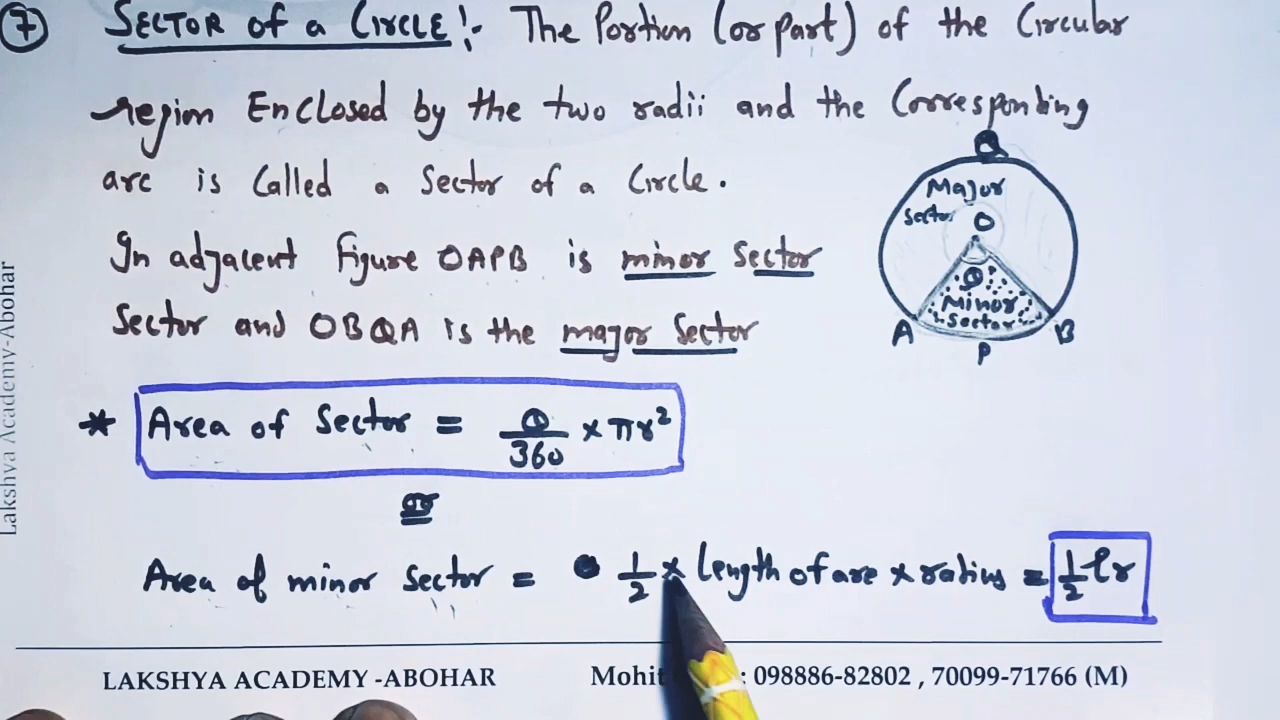 7 SECTOR of a CIRCLE!- The Portion (or part) of the Circular
region Enclosed by the two radii and the Corresponding
arc is Called a Sector of a Circle.
In adjacent figure OAPB is minor Sector
Sector and OBQA is the major Sector
Q
Major
Sector O
θ
Minor
Sector
A P B
* Area of Sector = θ/360 × πr²
or
Area of minor Sector = 1/2 × length of arc × radius = 1/2 lr
LAKSHYA ACADEMY -ABOHAR Mohit : 098886-82802 , 70099-71766 (M)
Lakshya Academy-Abohar